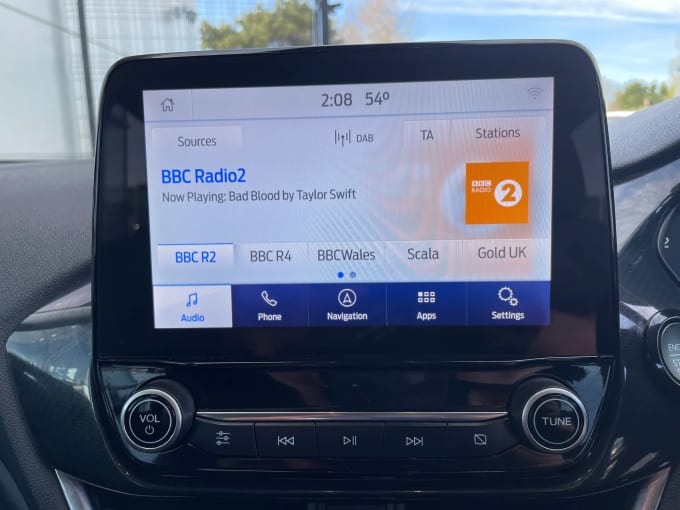 2:08 54°
Sources DAB TA Stations
BBC Radio2
Now Playing: Bad Blood by Taylor Swift
BBC
RADIO 2
BBC R2 BBC R4 BBCWales Scala Gold UK
Audio Phone Navigation Apps Settings
VOL TUNE